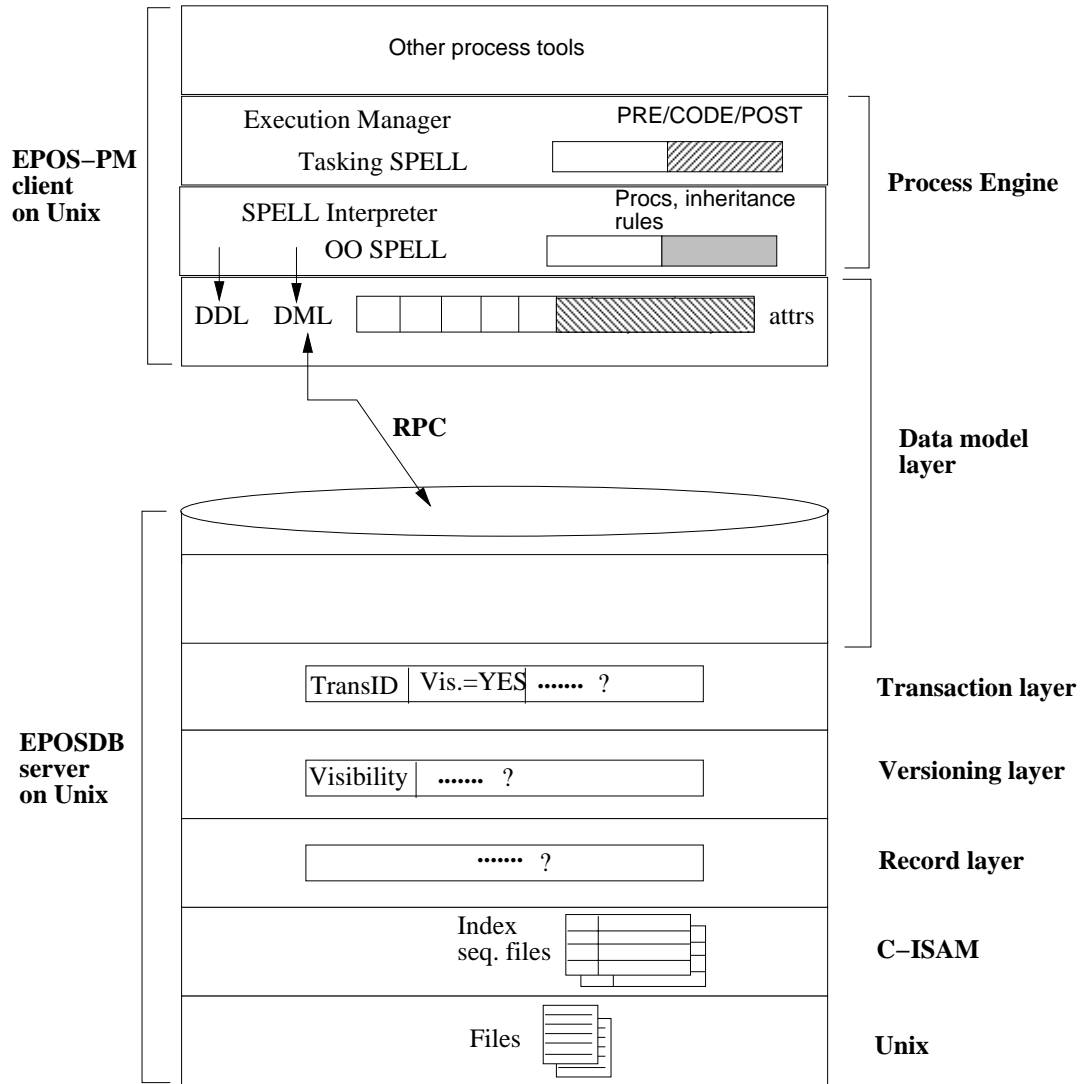 Other process tools
Execution Manager
PRE/CODE/POST
Tasking SPELL
EPOS−PM
client
on Unix
Process Engine
SPELL Interpreter
Procs, inheritance
rules
OO SPELL
DDL
DML
attrs
RPC
Data model
layer
TransID
Vis.=YES
....... ?
Transaction layer
EPOSDB
server
on Unix
Visibility
....... ?
Versioning layer
....... ?
Record layer
Index
seq. files
C−ISAM
Files
Unix